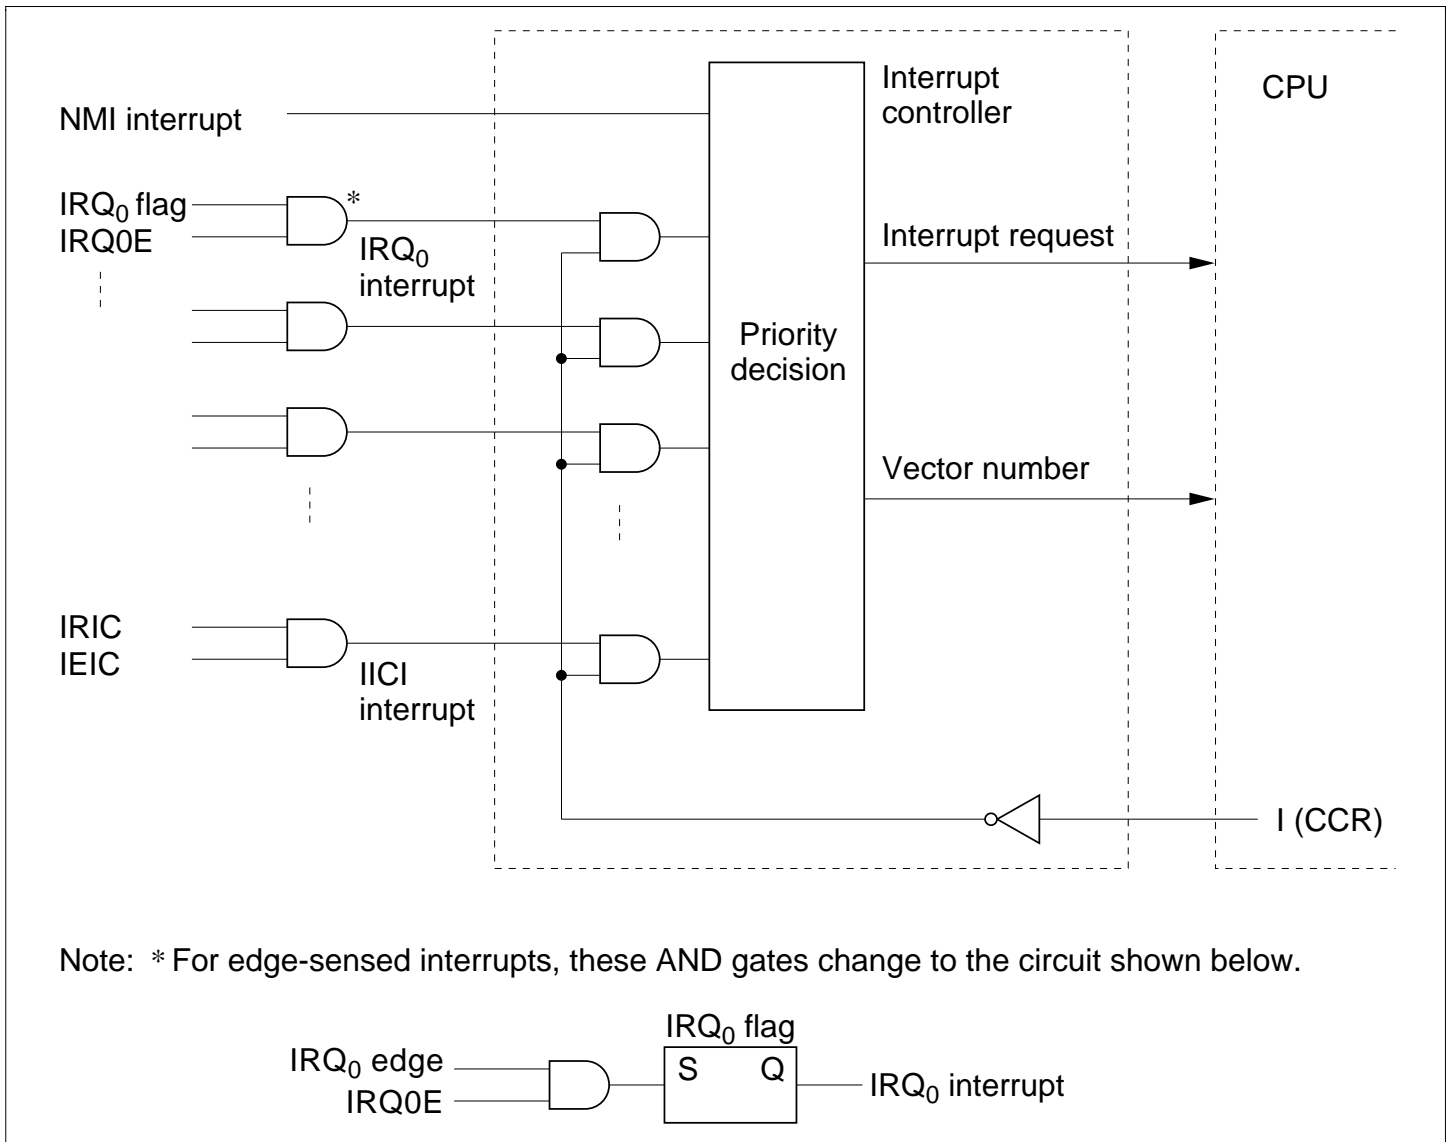 Interrupt
controller
CPU
NMI interrupt
IRQ₀ flag
*
IRQ0E
IRQ₀
interrupt
Interrupt request
Priority
decision
Vector number
IRIC
IEIC
IICI
interrupt
I (CCR)
Note: * For edge-sensed interrupts, these AND gates change to the circuit shown below.
IRQ₀ flag
IRQ₀ edge
S Q
IRQ0E
IRQ₀ interrupt